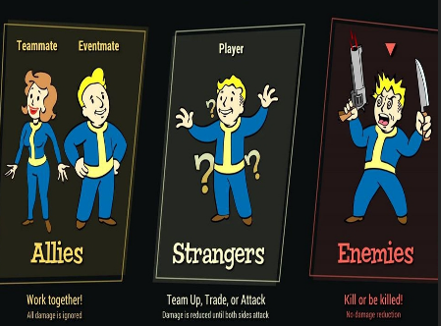 Teammate Eventmate
Allies
Work together!
All damage is ignored
Player
? ? ?
Strangers
Team Up, Trade, or Attack
Damage is reduced until both sides attack
Enemies
Kill or be killed!
No damage reduction